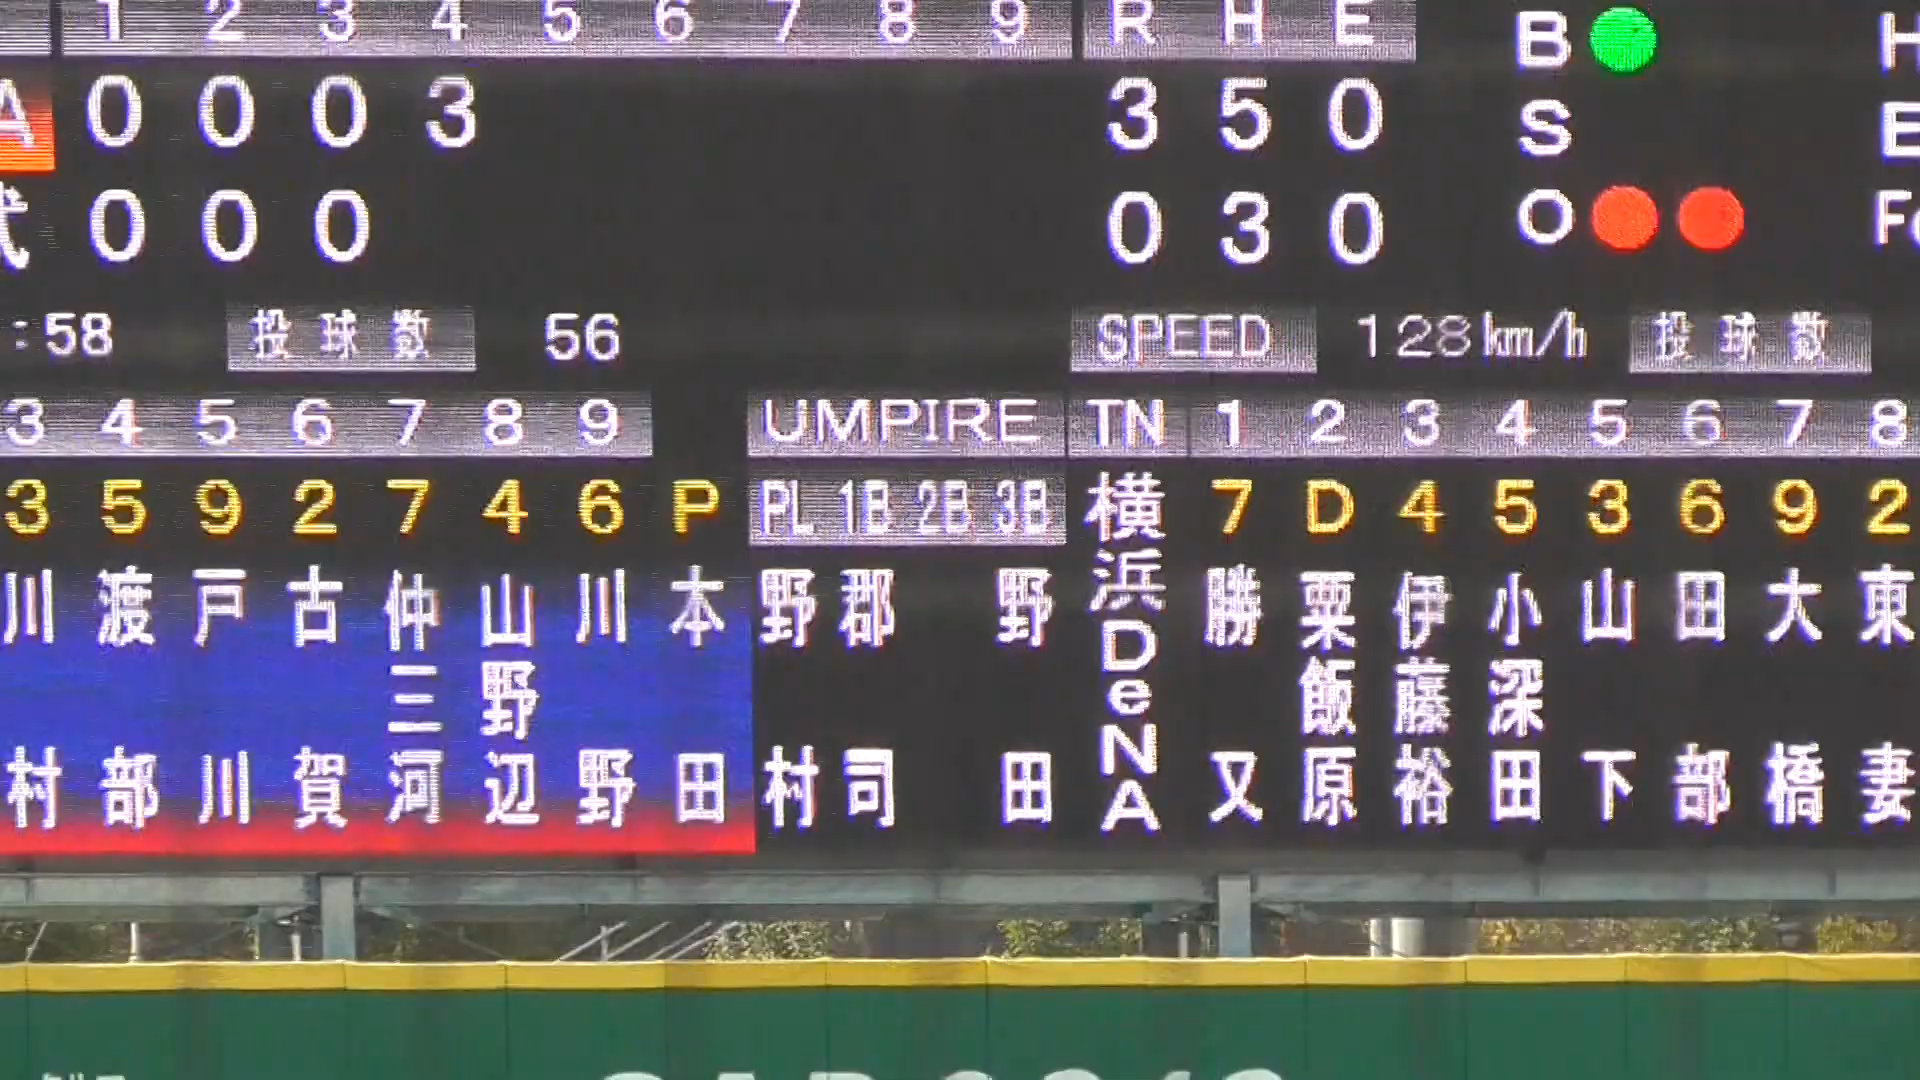 1 2 3 4 5 6 7 8 9 R H E B
A 0 0 0 3 3 5 0 S
武 0 0 0 0 3 0 O
:58 投球数 56 SPEED 128km/h 投球数
3 4 5 6 7 8 9 UMPIRE TN 1 2 3 4 5 6 7 8
3 5 9 2 7 4 6 P PL 1B 2B 3B 7 D 4 5 3 6 9 2
川村
渡部
戸川
古賀
仲三河
山野辺
川野
本田
野村
郡司
野田
横浜DeNA
勝又
粟飯原
伊藤裕
小深田
山下
田部
大橋
東妻